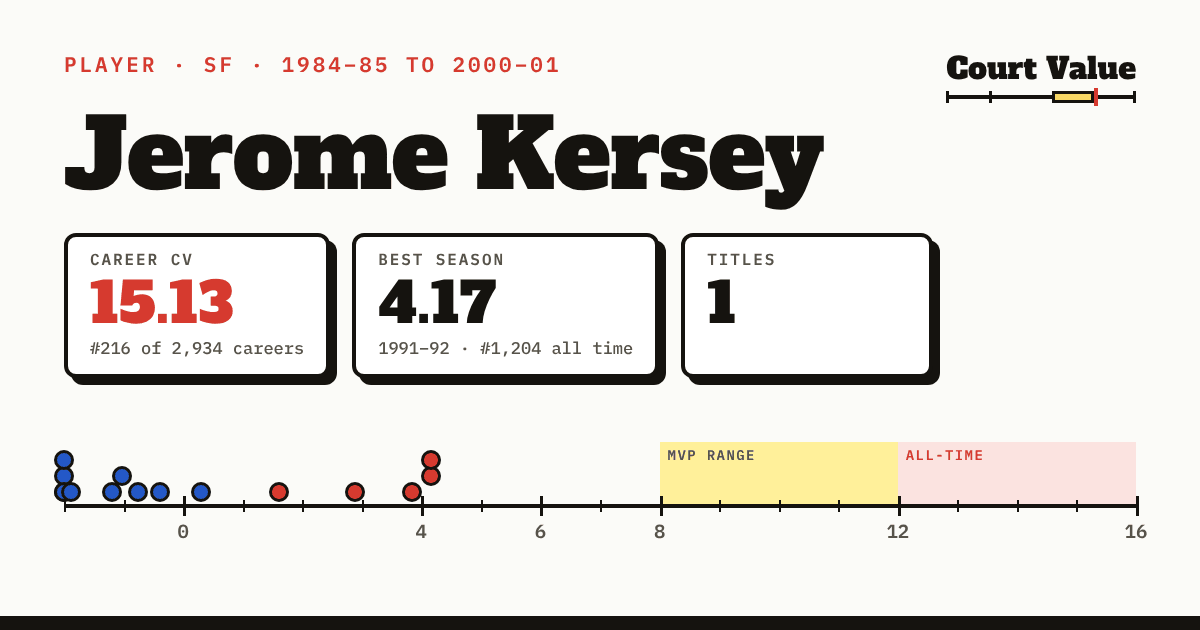 PLAYER · SF · 1984–85 TO 2000–01
Court Value
Jerome Kersey
CAREER CV
15.13
#216 of 2,934 careers
BEST SEASON
4.17
1991–92 · #1,204 all time
TITLES
1
MVP RANGE
ALL-TIME
0 4 6 8 12 16